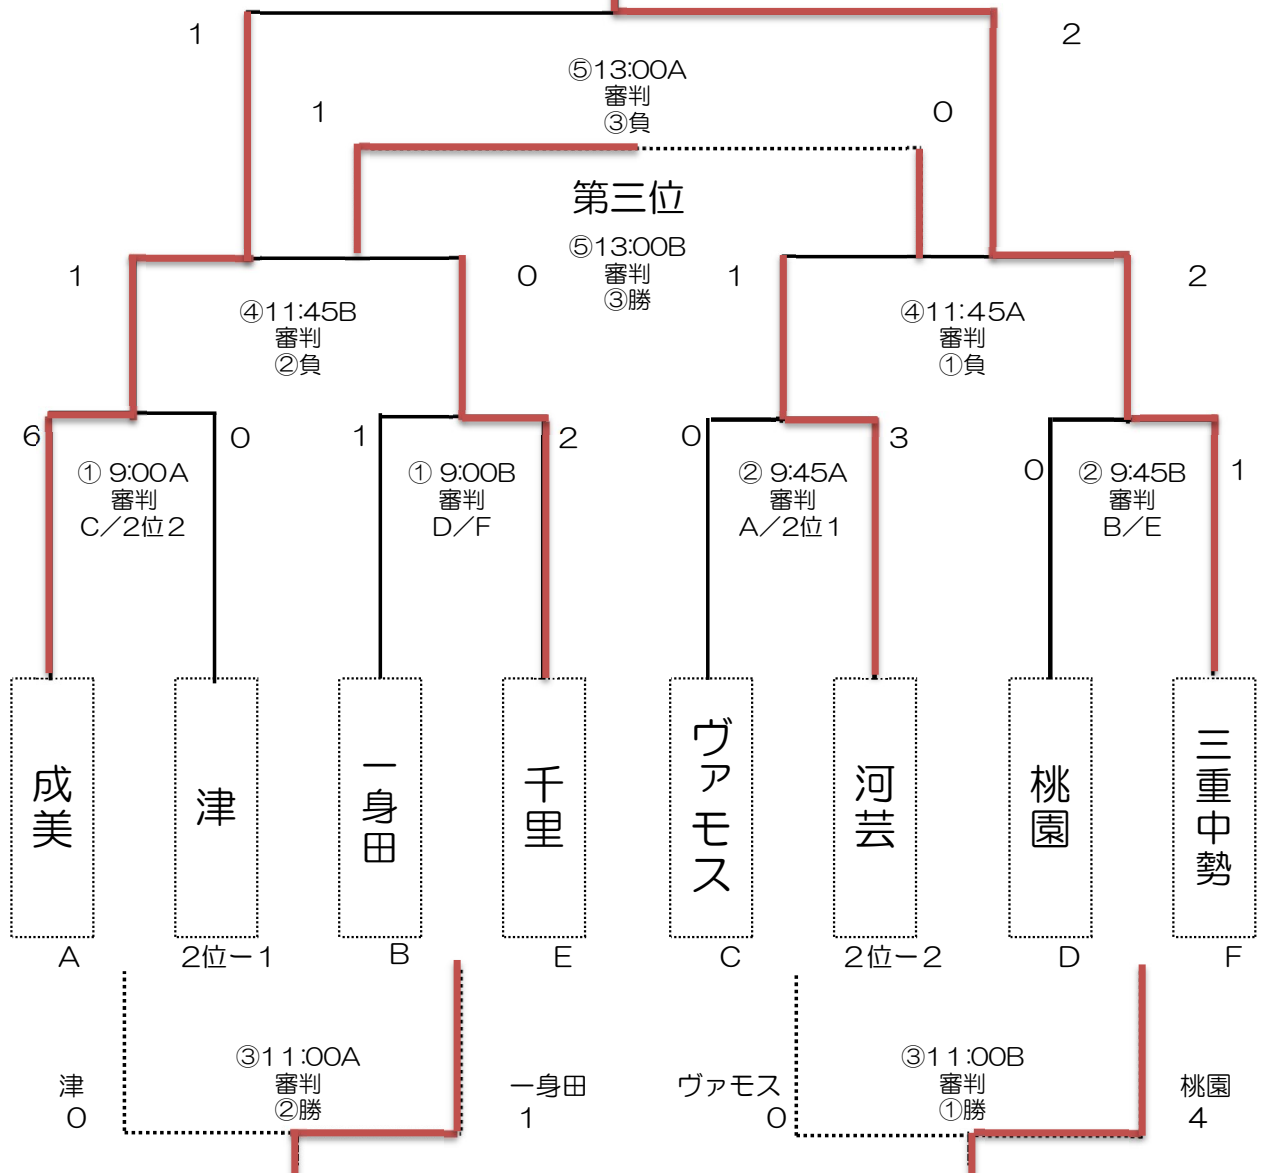 1
2
⑤13:00A
審判
③負
1
0
第三位
⑤13:00B
審判
③勝
1
0
1
2
④11:45B
審判
②負
④11:45A
審判
①負
6
0
1
2
0
3
0
1
① 9:00A
審判
C／2位2
① 9:00B
審判
D／F
② 9:45A
審判
A／2位1
② 9:45B
審判
B／E
成美
津
一身田
千里
ヴァモス
河芸
桃園
三重中勢
A
2位ー1
B
E
C
2位ー2
D
F
③11:00A
審判
②勝
津
0
一身田
1
③11:00B
審判
①勝
ヴァモス
0
桃園
4